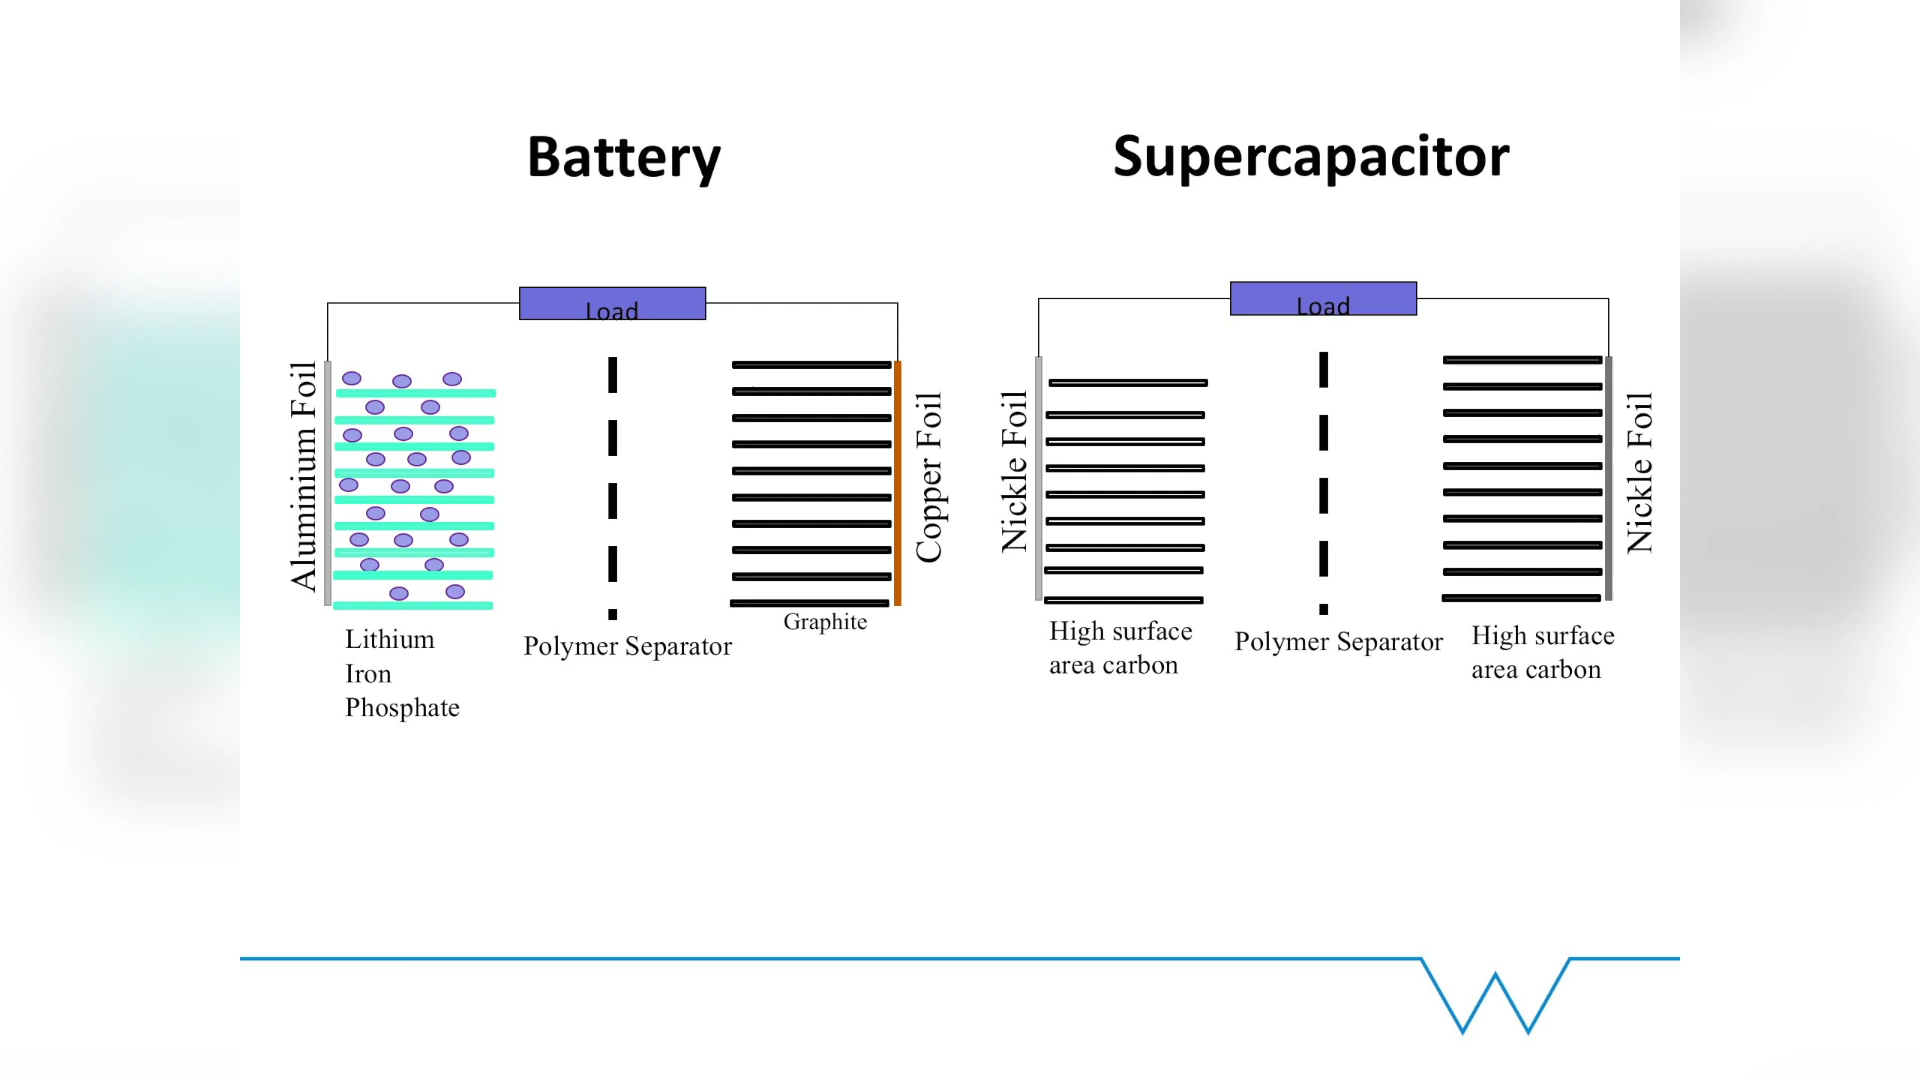 Battery
Supercapacitor
Load
Load
Aluminium Foil
Copper Foil
Nickle Foil
Nickle Foil
Lithium
Iron
Phosphate
Polymer Separator
Graphite
High surface
area carbon
Polymer Separator
High surface
area carbon